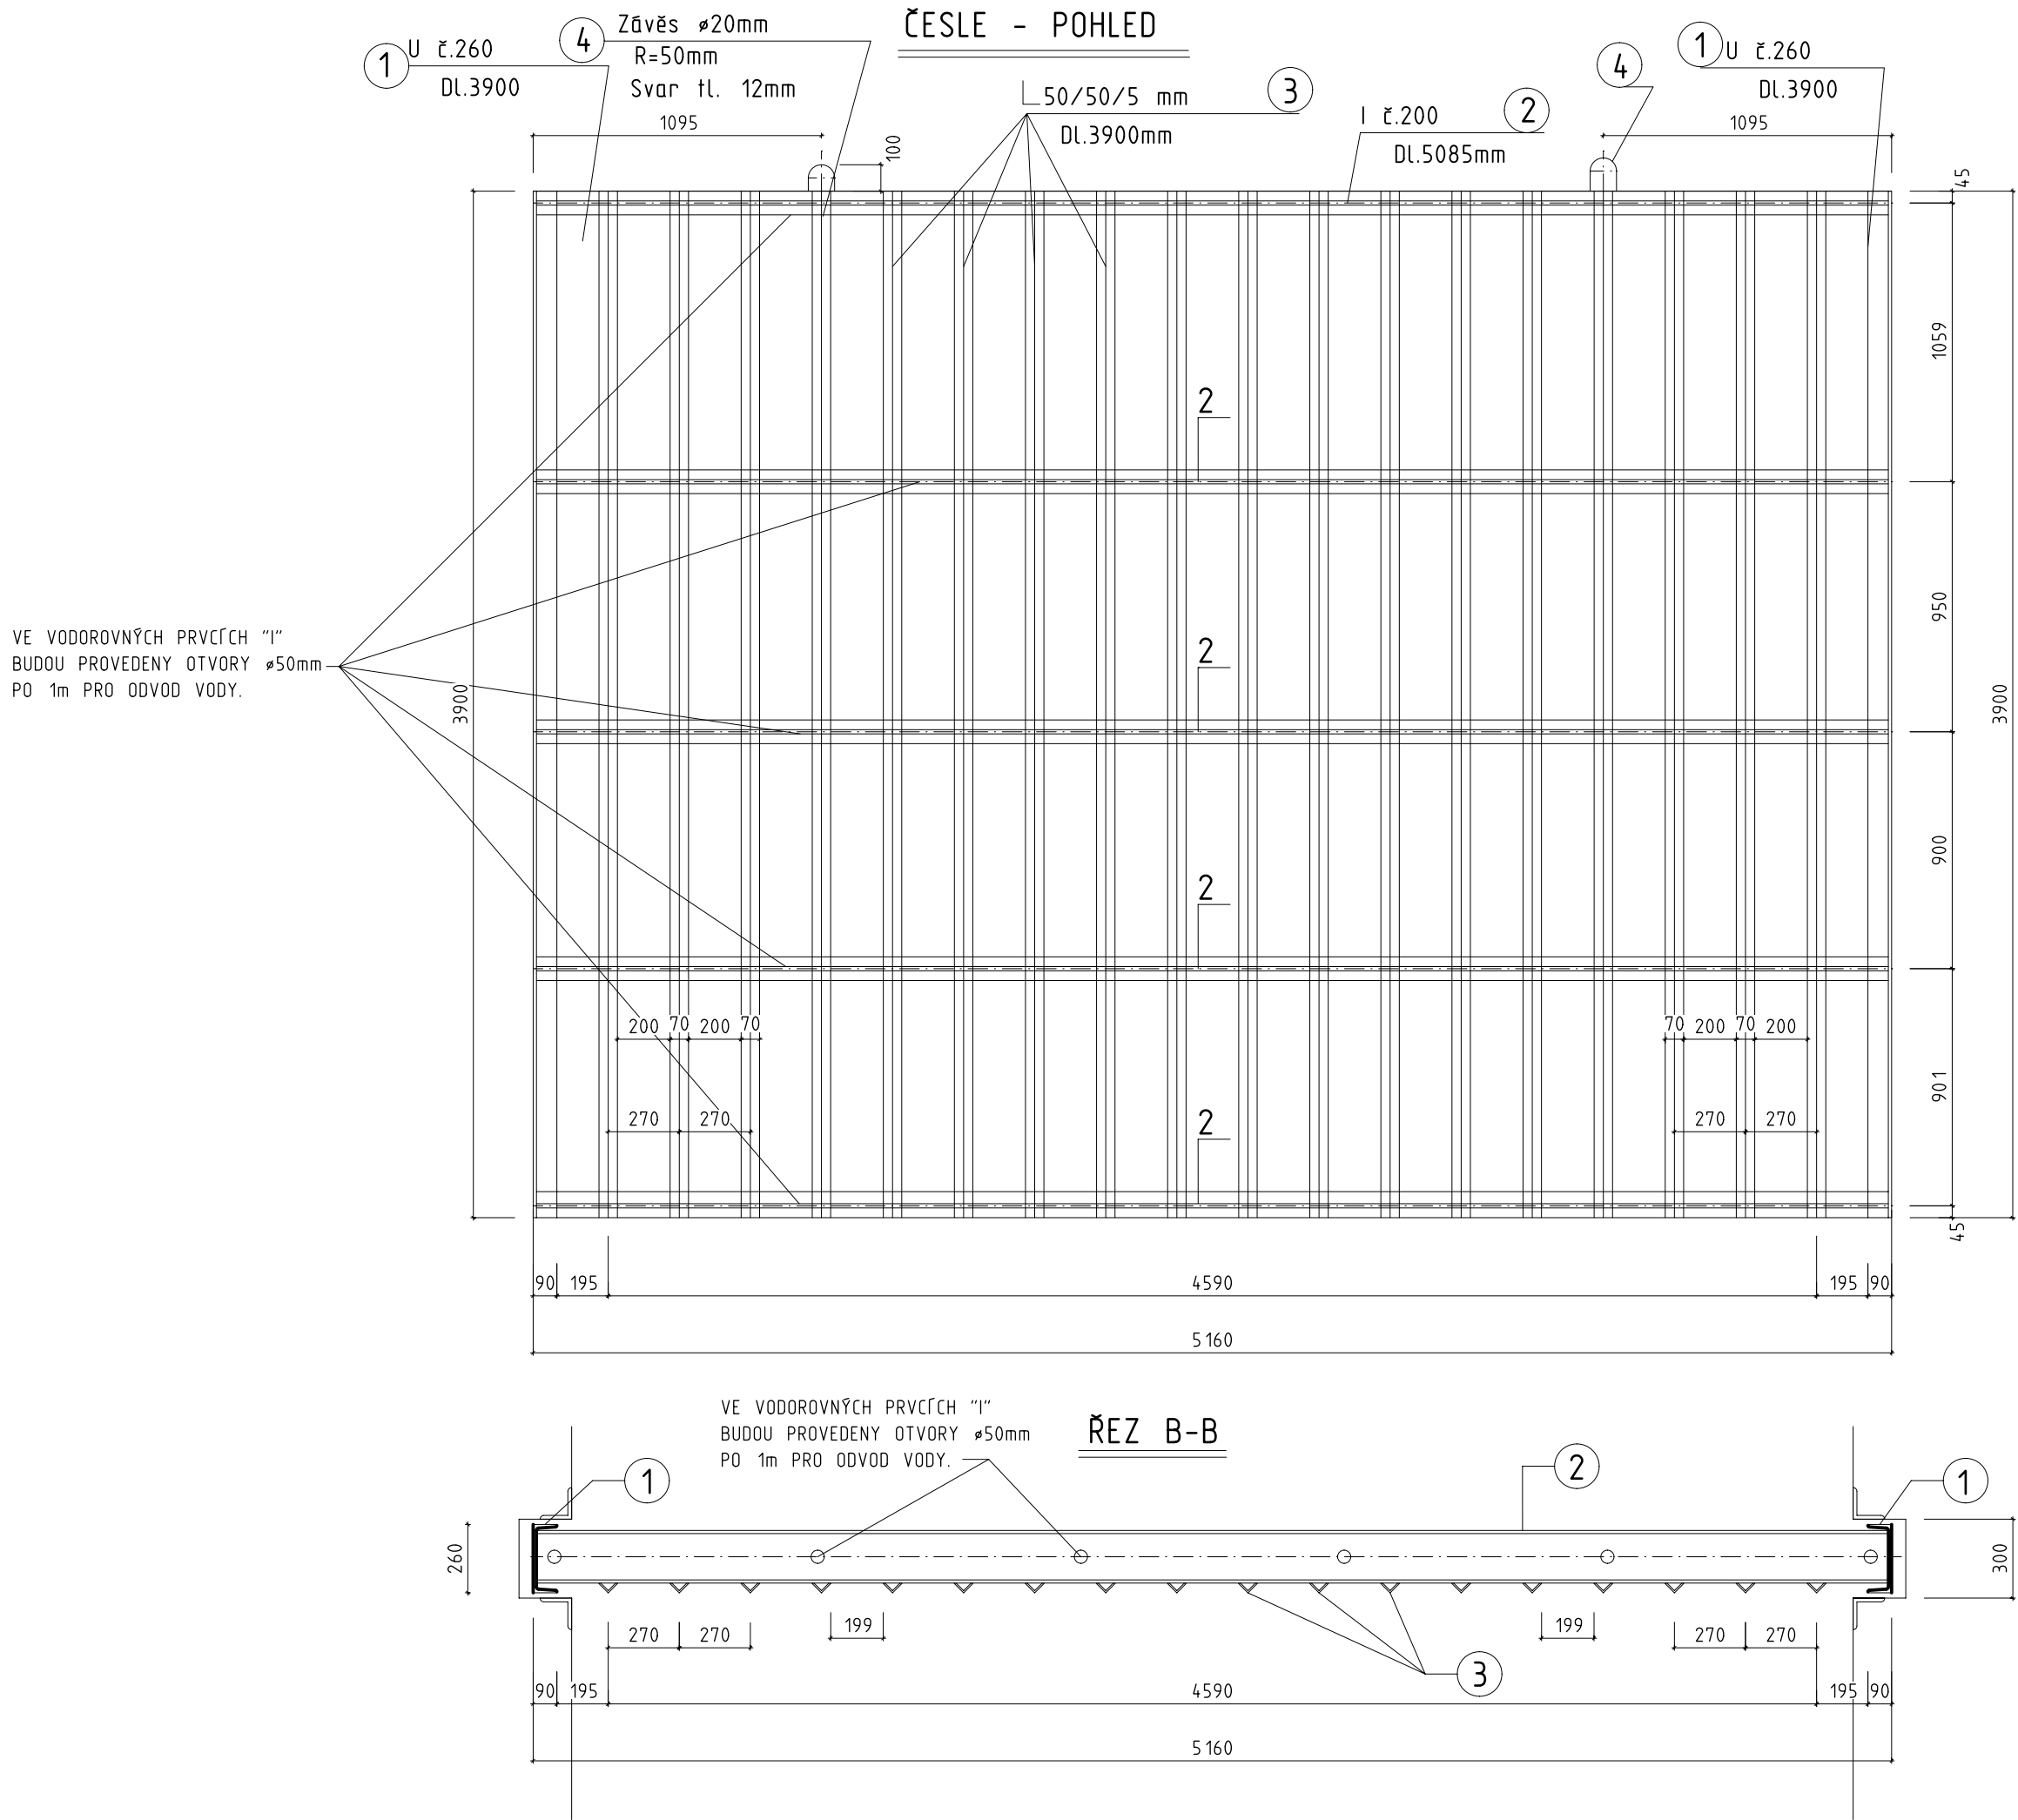 ČESLE - POHLED
1
U č.260
Dl.3900
4
Závěs ø20mm
R=50mm
Svar tl. 12mm
50/50/5 mm
3
Dl.3900mm
I č.200
2
Dl.5085mm
4
1
U č.260
Dl.3900
1095
100
1095
45
1059
950
900
901
45
3900
3900
2
2
2
2
VE VODOROVNÝCH PRVCÍCH "I"
BUDOU PROVEDENY OTVORY ø50mm
PO 1m PRO ODVOD VODY.
200 70 200 70
70 200 70 200
270 270
270 270
90 195 4590 195 90
5160
VE VODOROVNÝCH PRVCÍCH "I"
BUDOU PROVEDENY OTVORY ø50mm
PO 1m PRO ODVOD VODY.
ŘEZ B-B
1
2
1
260
300
199
199
270 270
270 270
3
90 195 4590 195 90
5160